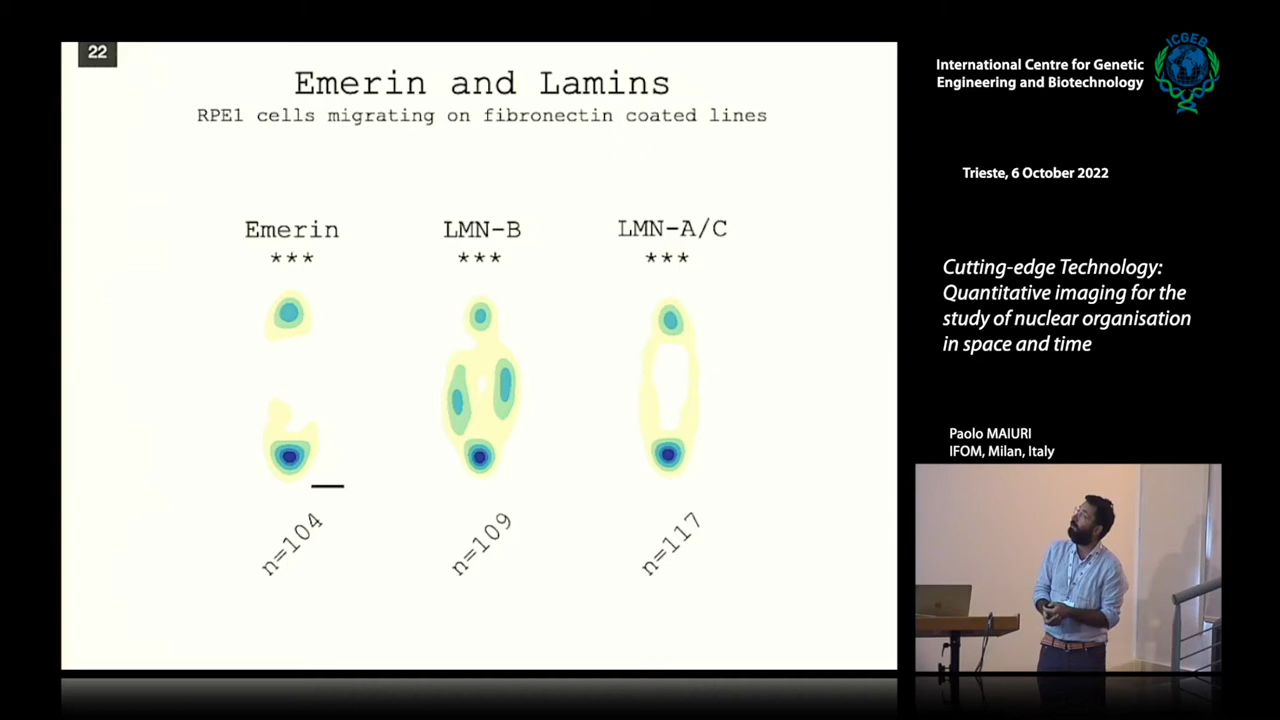 22
Emerin and Lamins
RPE1 cells migrating on fibronectin coated lines
Emerin
***
LMN-B
***
LMN-A/C
***
n=104
n=109
n=117
International Centre for Genetic
Engineering and Biotechnology
ICGEB
Trieste, 6 October 2022
Cutting-edge Technology:
Quantitative imaging for the
study of nuclear organisation
in space and time
Paolo MAIURI
IFOM, Milan, Italy